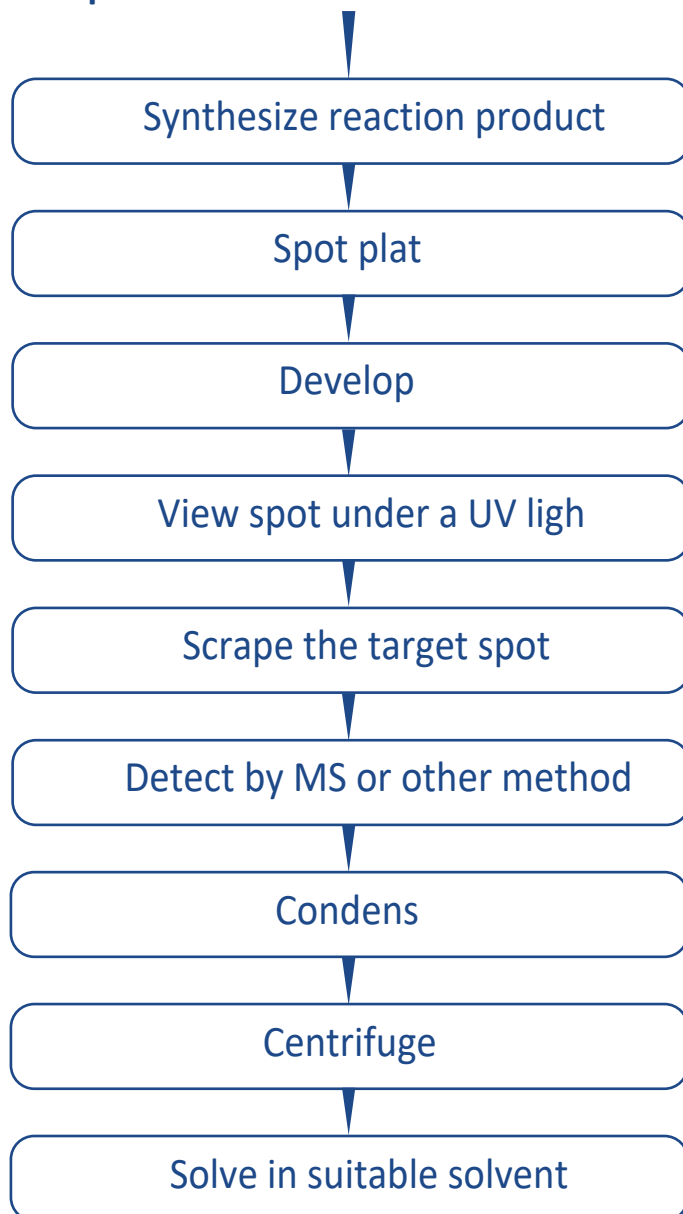 Synthesize reaction product
Spot plat
Develop
View spot under a UV ligh
Scrape the target spot
Detect by MS or other method
Condens
Centrifuge
Solve in suitable solvent